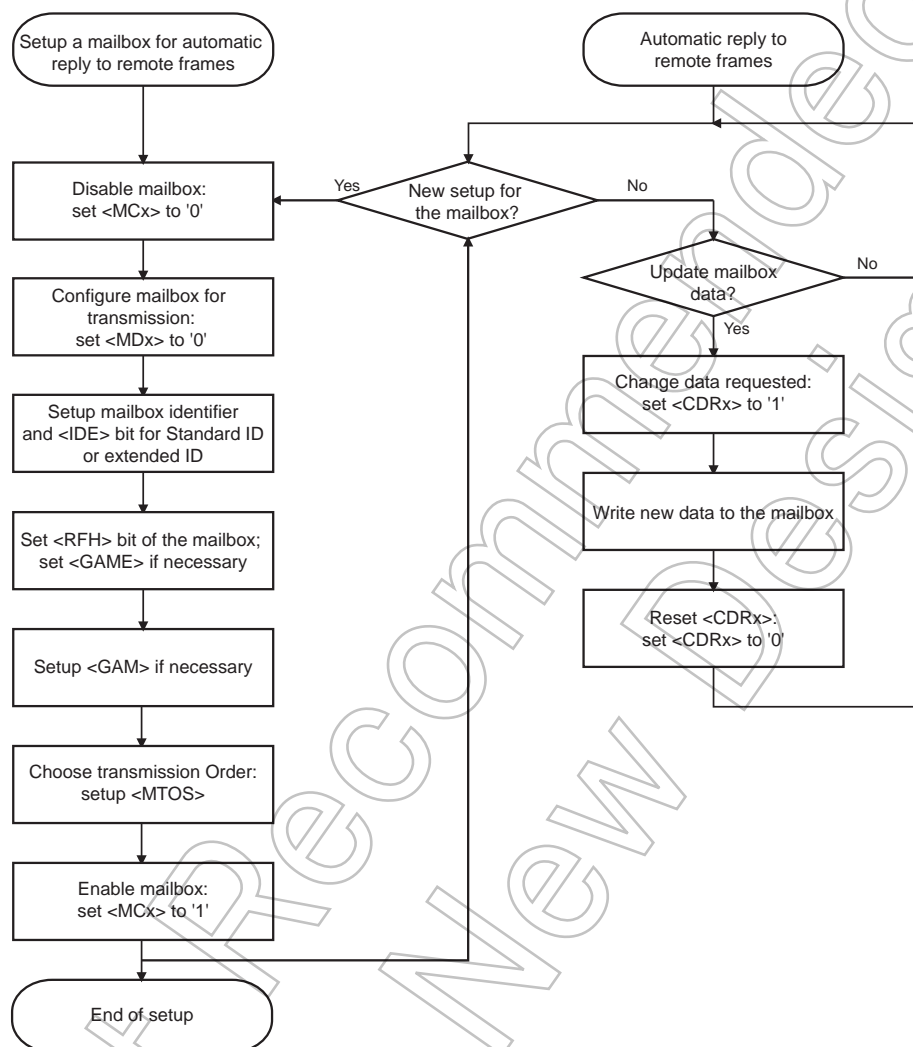 Setup a mailbox for automatic
reply to remote frames
Disable mailbox:
set <MCx> to '0'
Configure mailbox for
transmission:
set <MDx> to '0'
Setup mailbox identifier
and <IDE> bit for Standard ID
or extended ID
Set <RFH> bit of the mailbox;
set <GAME> if necessary
Setup <GAM> if necessary
Choose transmission Order:
setup <MTOS>
Enable mailbox:
set <MCx> to '1'
End of setup
Automatic reply to
remote frames
Yes
New setup for
the mailbox?
No
Update mailbox
data?
No
Yes
Change data requested:
set <CDRx> to '1'
Write new data to the mailbox
Reset <CDRx>:
set <CDRx> to '0'
Recommended
New Desig